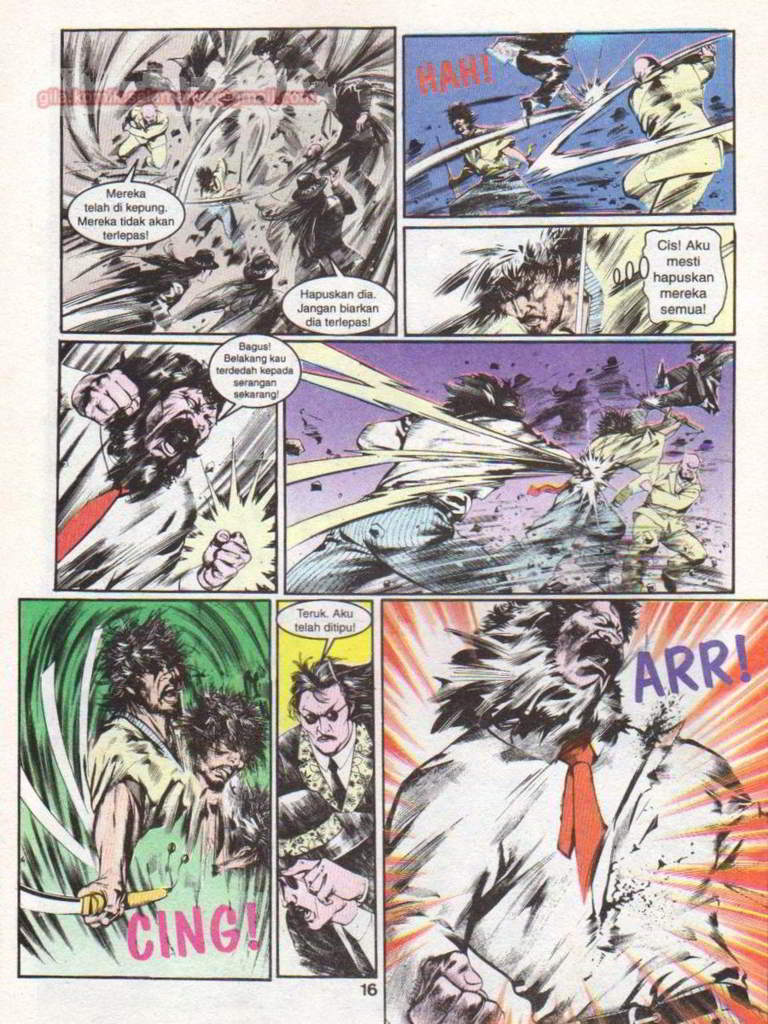 Mereka
telah di kepung.
Mereka tidak akan
terlepas!
Hapuskan dia.
Jangan biarkan
dia terlepas!
HAH!
Cis! Aku
mesti
hapuskan
mereka
semua!
Bagus!
Belakang kau
terdedah kepada
serangan
sekarang!
CING!
Teruk. Aku
telah ditipu!
ARR!
16